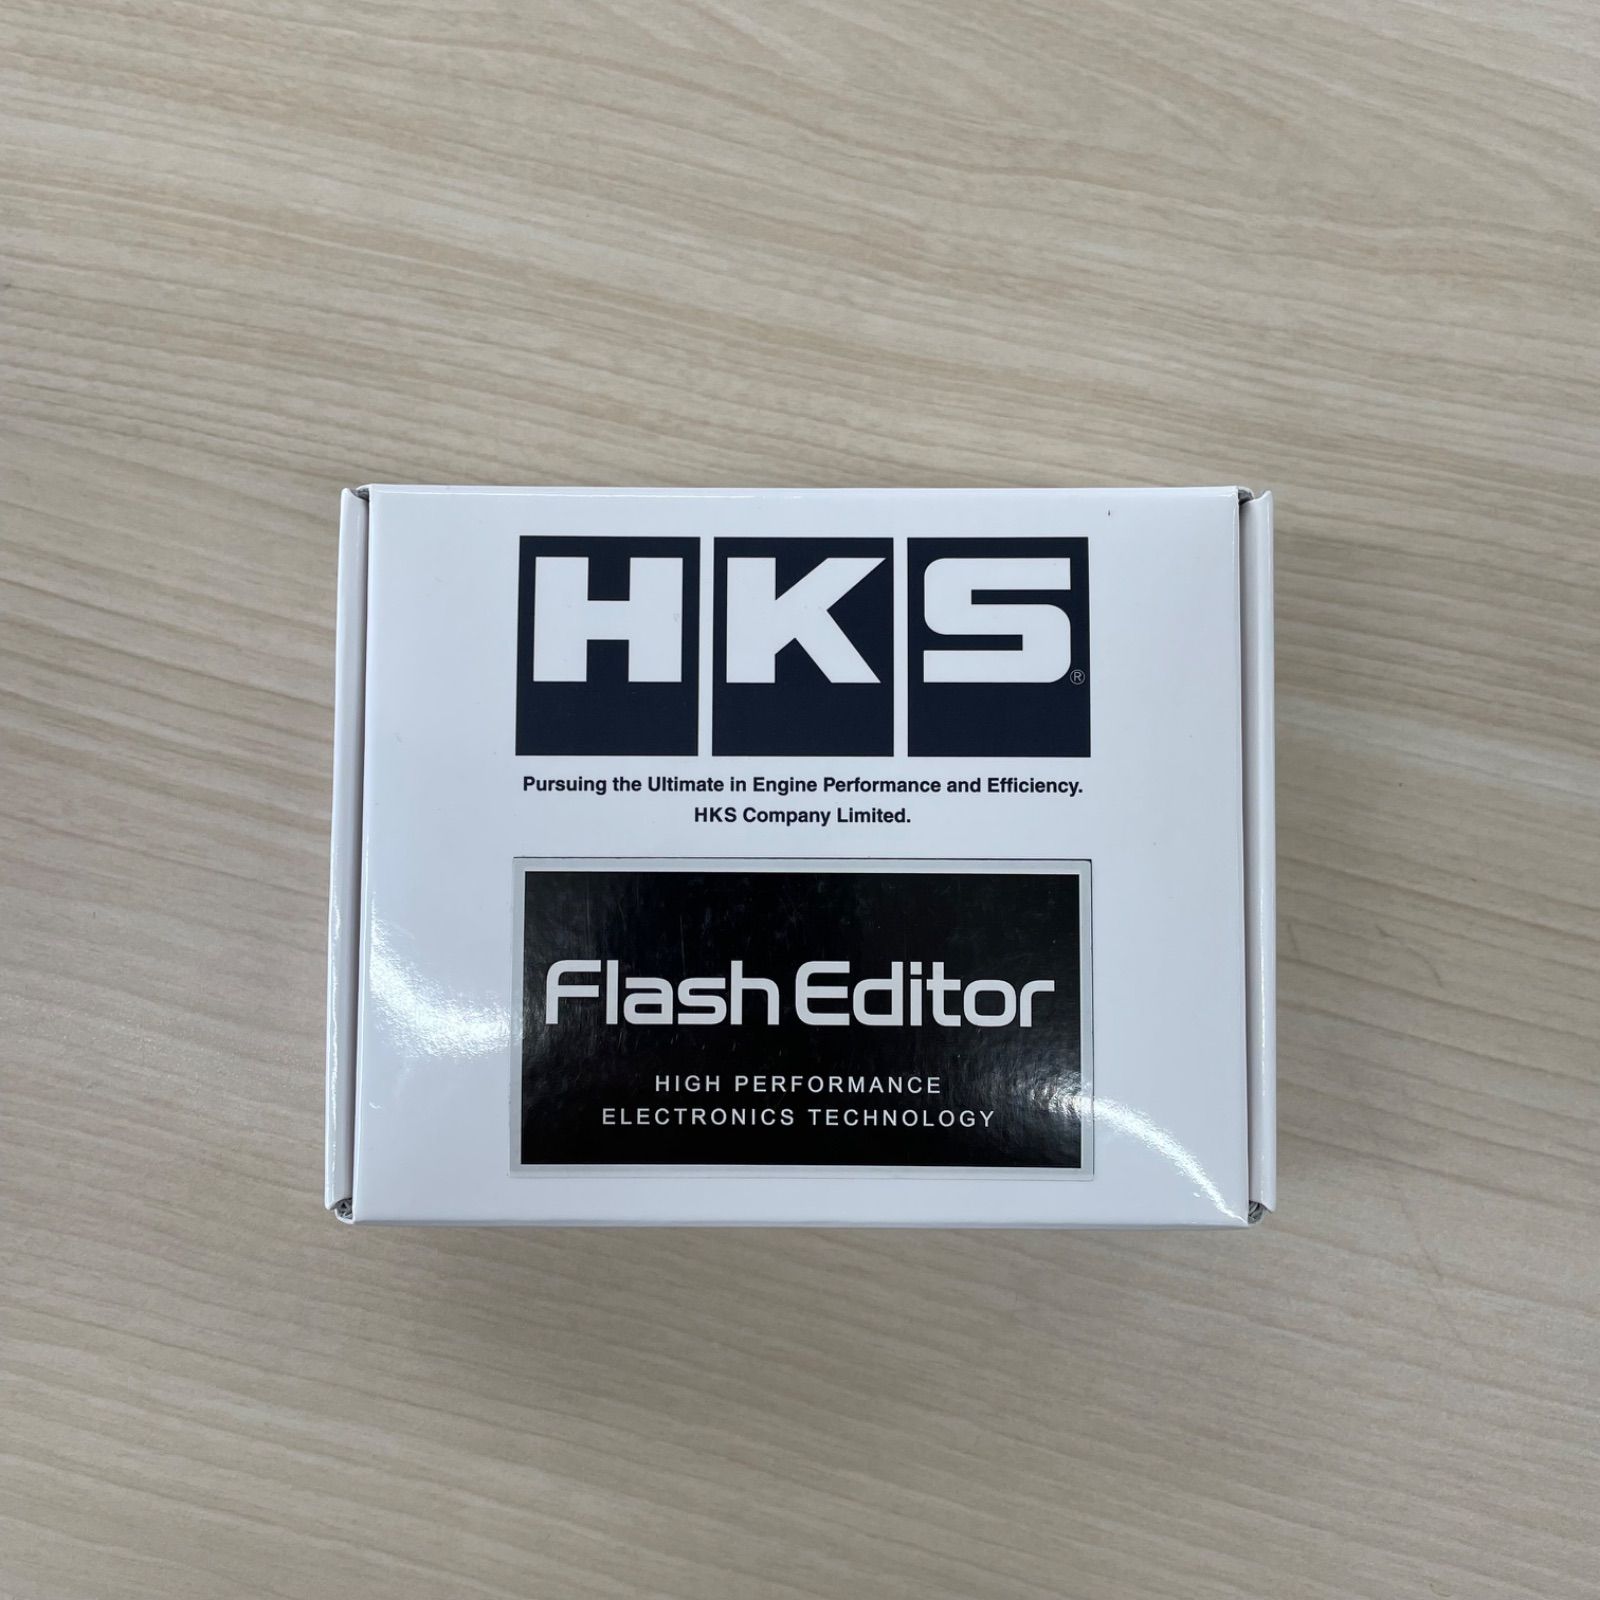 HKS®
Pursuing the Ultimate in Engine Performance and Efficiency.
HKS Company Limited.
Flash Editor
HIGH PERFORMANCE
ELECTRONICS TECHNOLOGY